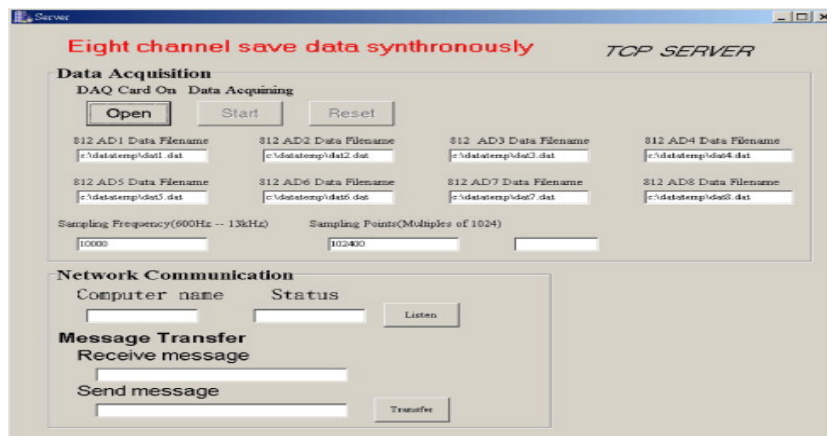 Server
Eight channel save data synthronously TCP SERVER
Data Acquisition
DAQ Card On Data Acquining
Open Start Reset
812 AD1 Data Filename 812 AD2 Data Filename 812 AD3 Data Filename 812 AD4 Data Filename
c:\datatemp\dat1.dat c:\datatemp\dat2.dat c:\datatemp\dat3.dat c:\datatemp\dat4.dat
812 AD5 Data Filename 812 AD6 Data Filename 812 AD7 Data Filename 812 AD8 Data Filename
c:\datatemp\dat5.dat c:\datatemp\dat6.dat c:\datatemp\dat7.dat c:\datatemp\dat8.dat
Sampling Frequency(600Hz -- 13kHz) Sampling Points(Multiples of 1024)
10000 102400
Network Communication
Computer name Status
Listen
Message Transfer
Receive message
Send message
Transfer